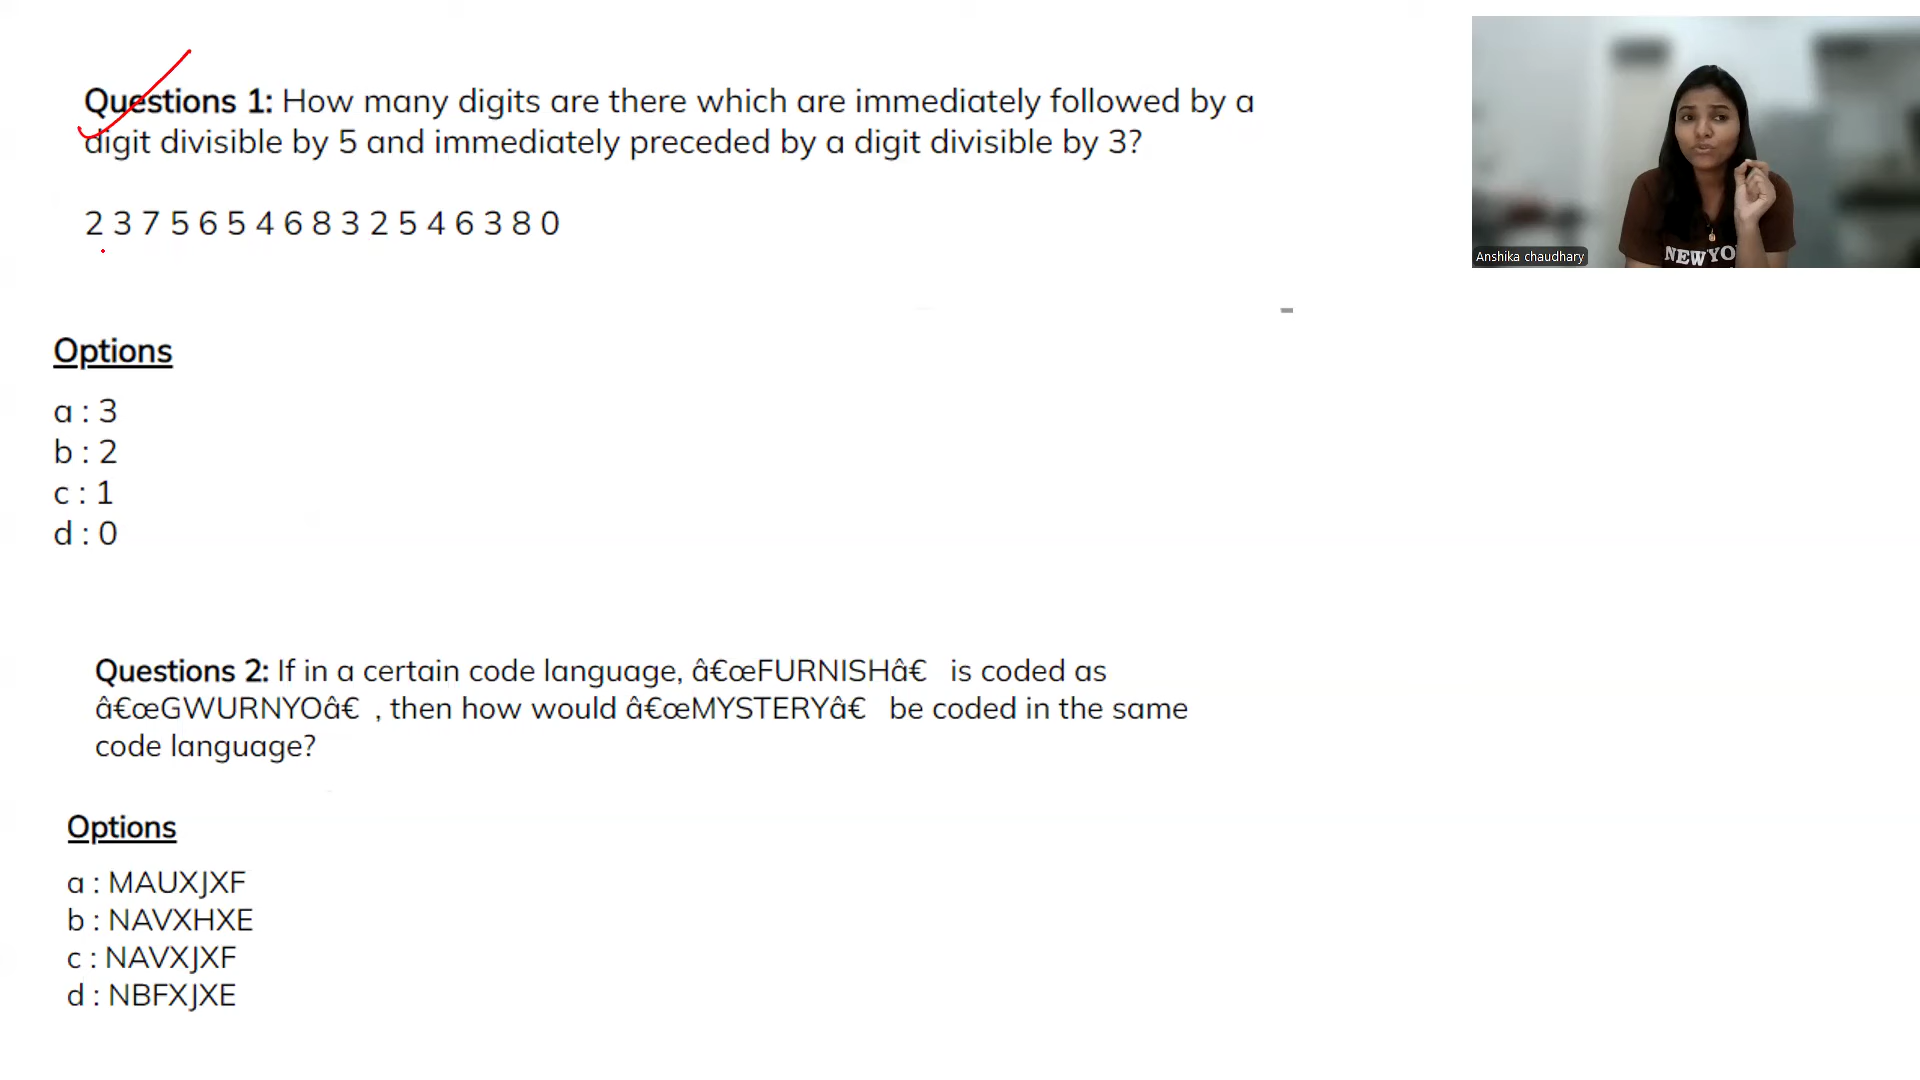 Questions 1: How many digits are there which are immediately followed by a
digit divisible by 5 and immediately preceded by a digit divisible by 3?
2 3 7 5 6 5 4 6 8 3 2 5 4 6 3 8 0
Options
a : 3
b : 2
c : 1
d : 0
Questions 2: If in a certain code language, â€œFURNISHâ€ is coded as
â€œGWURNYOâ€ , then how would â€œMYSTERYâ€ be coded in the same
code language?
Options
a : MAUXJXF
b : NAVXHXE
c : NAVXJXF
d : NBFXJXE
NEW YO
Anshika chaudhary